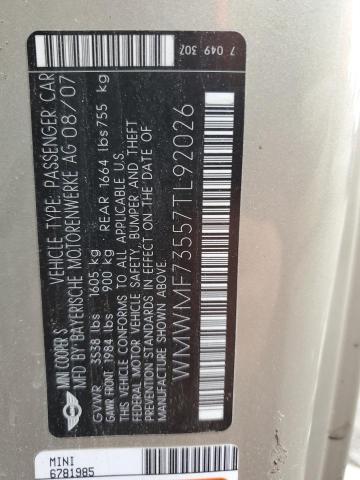 7 049 302
VEHICLE TYPE: PASSENGER CAR
MINI COOPER S
MFD BY BAYERISCHE MOTORENWERKE AG 08/07
GVWR 3538 lbs 1605 kg
GAWR FRONT 1984 lbs 900 kg REAR 1664 lbs 755 kg
THIS VEHICLE CONFORMS TO ALL APPLICABLE U.S.
FEDERAL MOTOR VEHICLE SAFETY, BUMPER AND THEFT
PREVENTION STANDARDS IN EFFECT ON THE DATE OF
MANUFACTURE SHOWN ABOVE.
WMWMF73557TL92026
MINI
6781985